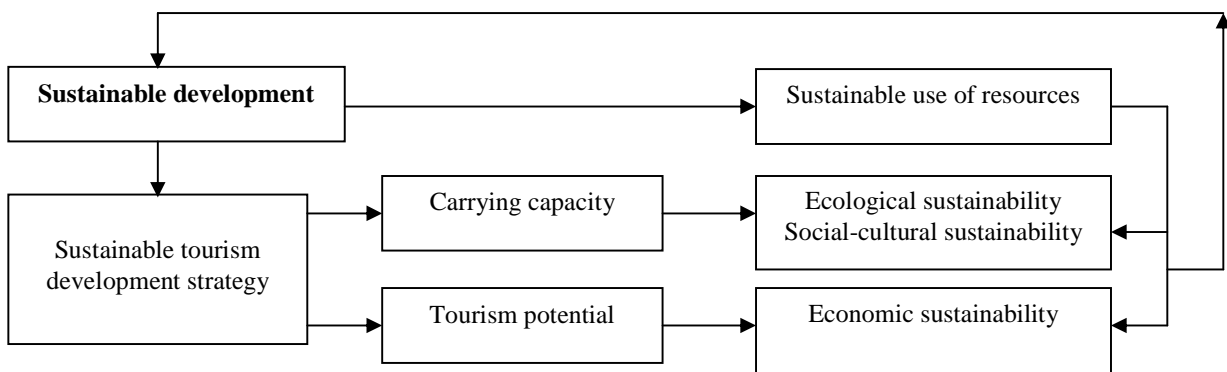 Sustainable development
Sustainable use of resources
Carrying capacity
Ecological sustainability
Social-cultural sustainability
Sustainable tourism
development strategy
Tourism potential
Economic sustainability